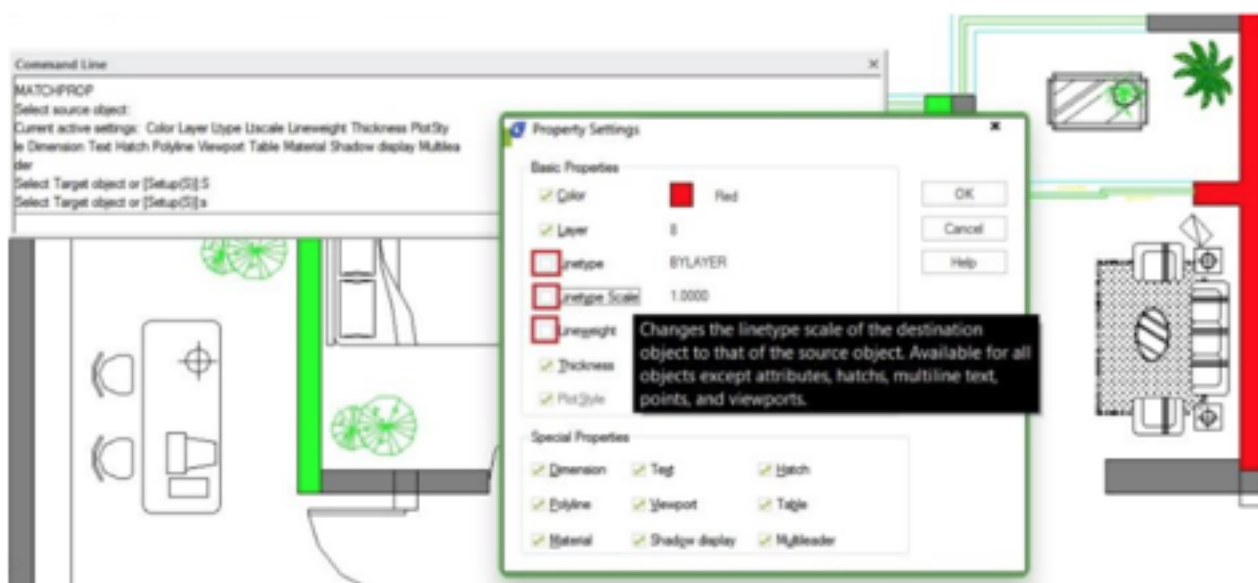 Command Line
MATCHPROP
Select source object:
Current active settings: Color Layer Ltype Ltscale Lineweight Thickness PlotSty
le Dimension Text Hatch Polyline Viewport Table Material Shadow display Multilea
der
Select Target object or [Setup(S)]:S
Select Target object or [Setup(S)]:s
Property Settings
Basic Properties
Color Red
Layer 8
Linetype BYLAYER
Linetype Scale 1.0000
Lineweight
Thickness
PlotStyle
OK
Cancel
Help
Changes the linetype scale of the destination
object to that of the source object. Available for all
objects except attributes, hatchs, multiline text,
points, and viewports.
Special Properties
Dimension Text Hatch
Polyline Viewport Table
Material Shadow display Multileader